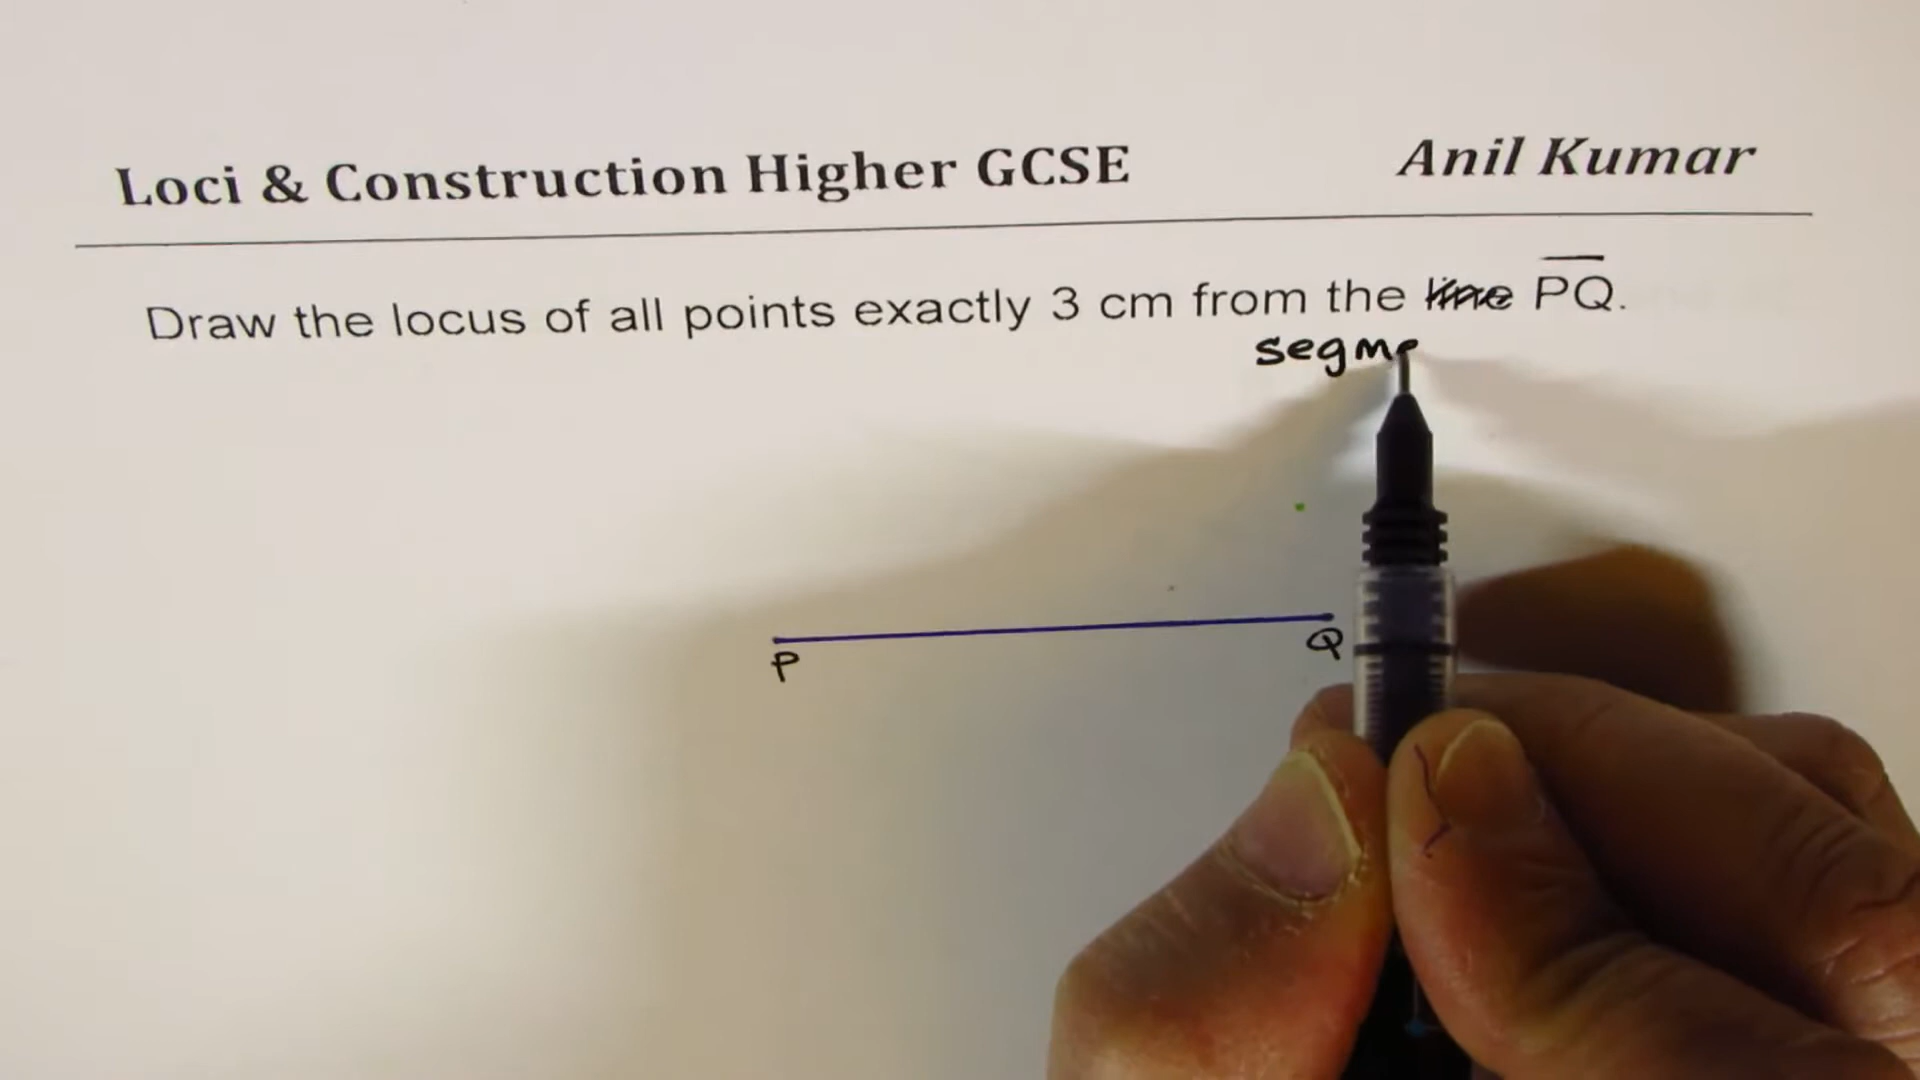 Loci & Construction Higher GCSE Anil Kumar
Draw the locus of all points exactly 3 cm from the line PQ.
segme
P Q